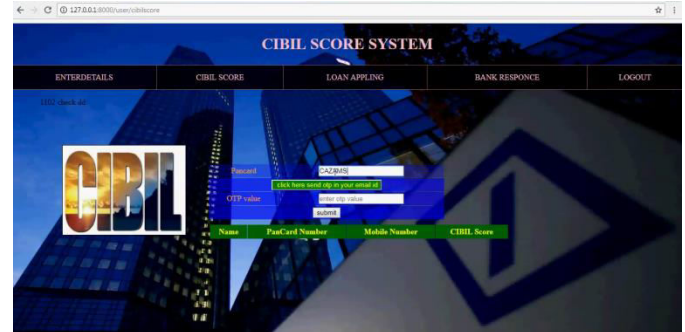 127.0.0.1:8000/user/cibilscore
CIBIL SCORE SYSTEM
ENTERDETAILS CIBIL SCORE LOAN APPLING BANK RESPONCE LOGOUT
check
CIBIL
Pancard
click here send otp in your email id
OTP value enter otp value
submit
Name PanCard Number Mobile Number CIBIL Score